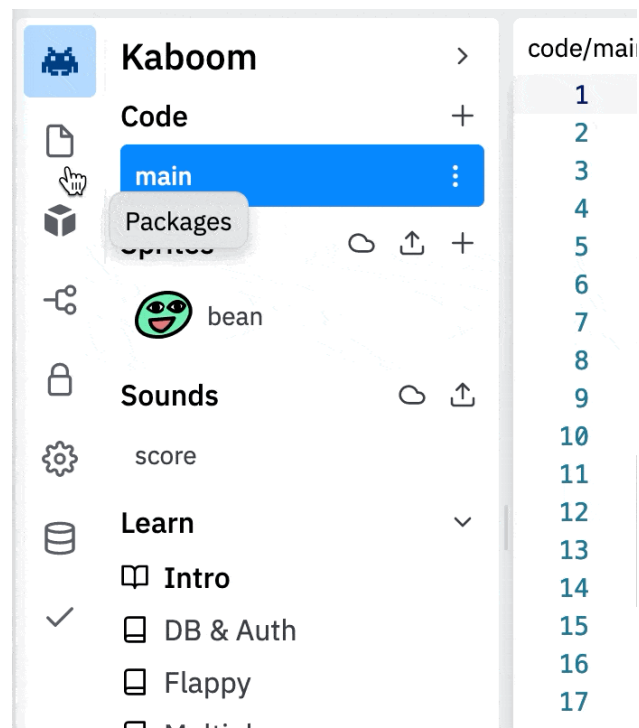 Kaboom
code/mai
Code
main
Packages
Sprites
bean
Sounds
score
Learn
Intro
DB & Auth
Flappy
1
2
3
4
5
6
7
8
9
10
11
12
13
14
15
16
17